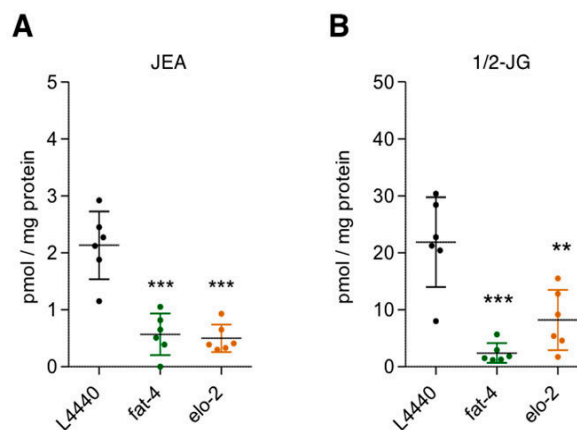 A
JEA
pmol / mg protein
5
4
3
2
1
0
*** ***
L4440 fat-4 elo-2
B
1/2-JG
pmol / mg protein
50
40
30
20
10
0
*** **
L4440 fat-4 elo-2